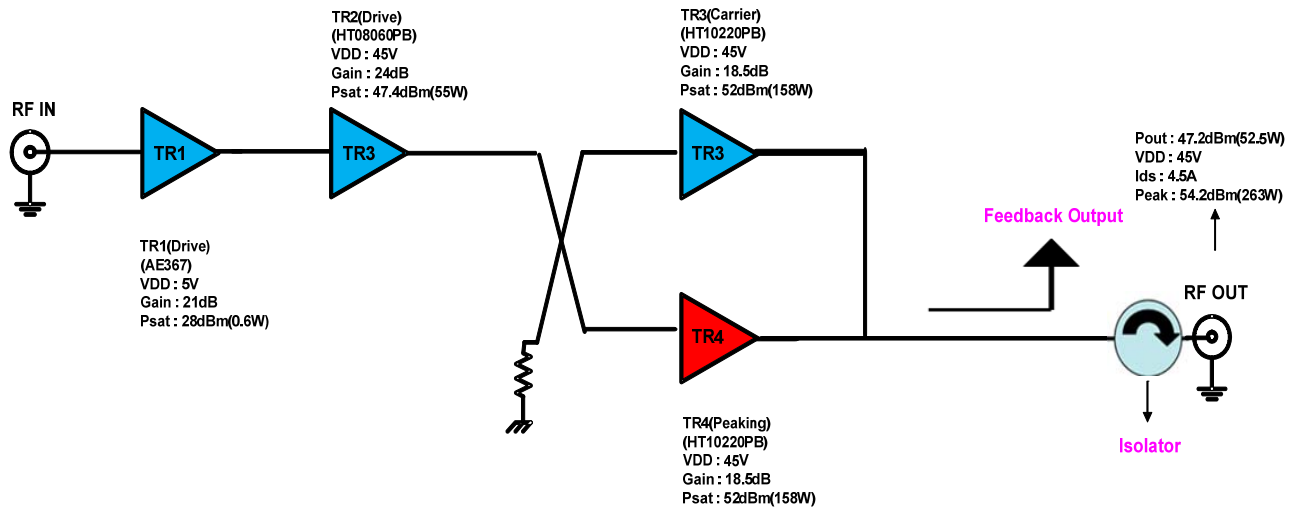 TR2(Drive)
(HT08060PB)
VDD : 45V
Gain : 24dB
Psat : 47.4dBm(55W)
TR3(Carrier)
(HT10220PB)
VDD : 45V
Gain : 18.5dB
Psat : 52dBm(158W)
RF IN
TR1
TR3
TR3
Pout : 47.2dBm(52.5W)
VDD : 45V
Ids : 4.5A
Peak : 54.2dBm(263W)
Feedback Output
TR1(Drive)
(AE367)
VDD : 5V
Gain : 21dB
Psat : 28dBm(0.6W)
RF OUT
TR4
TR4(Peaking)
(HT10220PB)
VDD : 45V
Gain : 18.5dB
Psat : 52dBm(158W)
Isolator